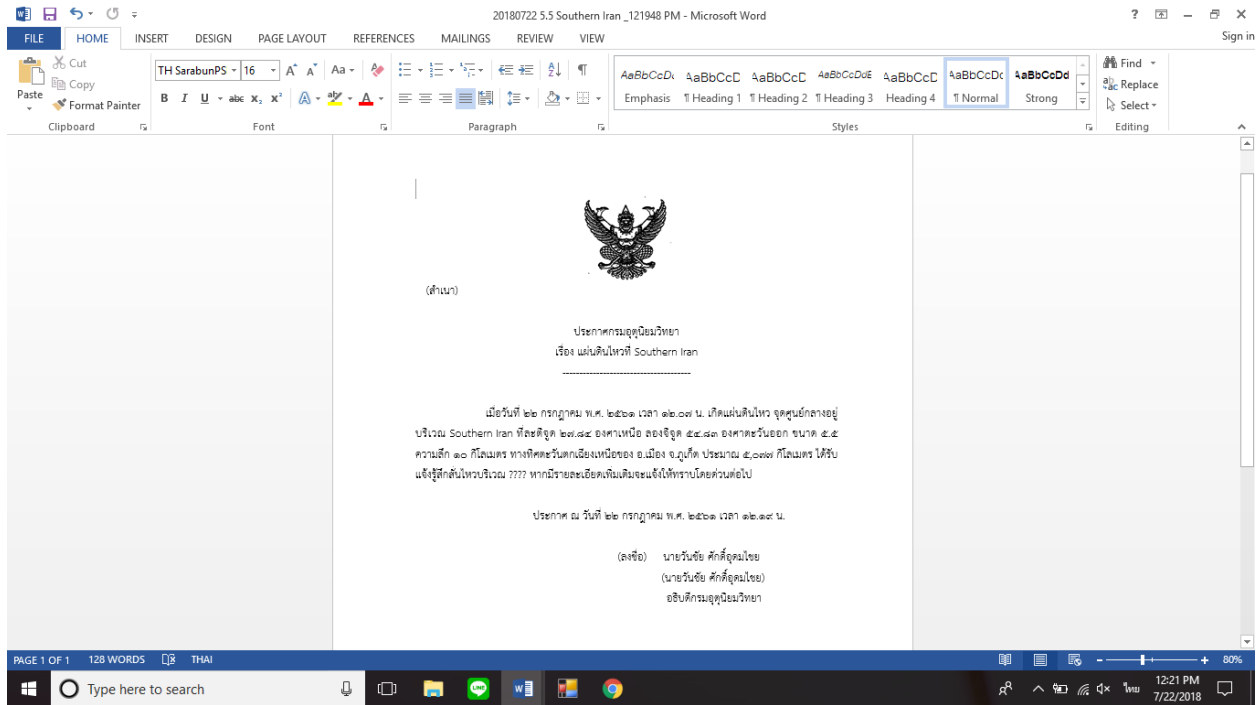 20180722 5.5 Southern Iran _121948 PM - Microsoft Word
FILE HOME INSERT DESIGN PAGE LAYOUT REFERENCES MAILINGS REVIEW VIEW Sign in
Paste
Cut
Copy
Format Painter
Clipboard
TH SarabunPS 16
Font
Paragraph
AaBbCcDc AaBbCcD AaBbCcD AaBbCcDdE AaBbCcD AaBbCcDc AaBbCcDd
Emphasis ¶ Heading 1 ¶ Heading 2 ¶ Heading 3 Heading 4 ¶ Normal Strong
Styles
Find
Replace
Select
Editing
(สำเนา)
ประกาศกรมอุตุนิยมวิทยา
เรื่อง แผ่นดินไหวที่ Southern Iran
--------------------------------------
เมื่อวันที่ ๒๒ กรกฎาคม พ.ศ. ๒๕๖๑ เวลา ๑๒.๐๗ น. เกิดแผ่นดินไหว จุดศูนย์กลางอยู่
บริเวณ Southern Iran ที่ละติจูด ๒๗.๘๔ องศาเหนือ ลองจิจูด ๕๔.๘๓ องศาตะวันออก ขนาด ๕.๕
ความลึก ๑๐ กิโลเมตร ทางทิศตะวันตกเฉียงเหนือของ อ.เมือง จ.ภูเก็ต ประมาณ ๕,๐๗๗ กิโลเมตร ได้รับ
แจ้งรู้สึกสั่นไหวบริเวณ ???? หากมีรายละเอียดเพิ่มเติมจะแจ้งให้ทราบโดยด่วนต่อไป
ประกาศ ณ วันที่ ๒๒ กรกฎาคม พ.ศ. ๒๕๖๑ เวลา ๑๒.๑๙ น.
(ลงชื่อ) นายวันชัย ศักดิ์อุดมไชย
(นายวันชัย ศักดิ์อุดมไชย)
อธิบดีกรมอุตุนิยมวิทยา
PAGE 1 OF 1 128 WORDS THAI 80%
Type here to search
LINE
ไทย
12:21 PM
7/22/2018